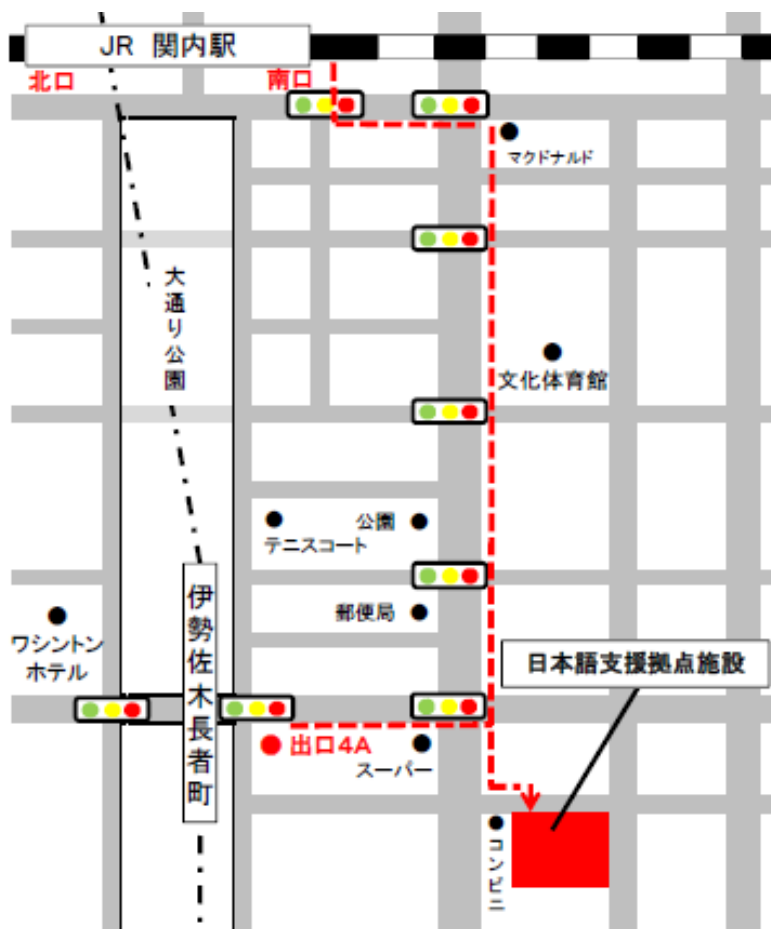 JR 関内駅
北口
南口
マクドナルド
大通り公園
文化体育館
公園
テニスコート
伊勢佐木長者町
郵便局
ワシントン
ホテル
日本語支援拠点施設
出口4A
スーパー
コンビニ